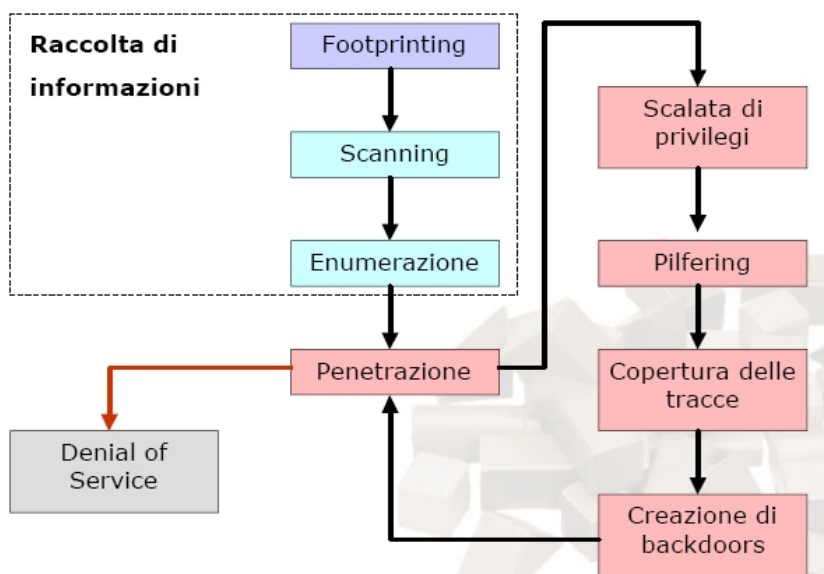 Raccolta di
informazioni
Footprinting
Scanning
Enumerazione
Penetrazione
Denial of
Service
Scalata di
privilegi
Pilfering
Copertura delle
tracce
Creazione di
backdoors